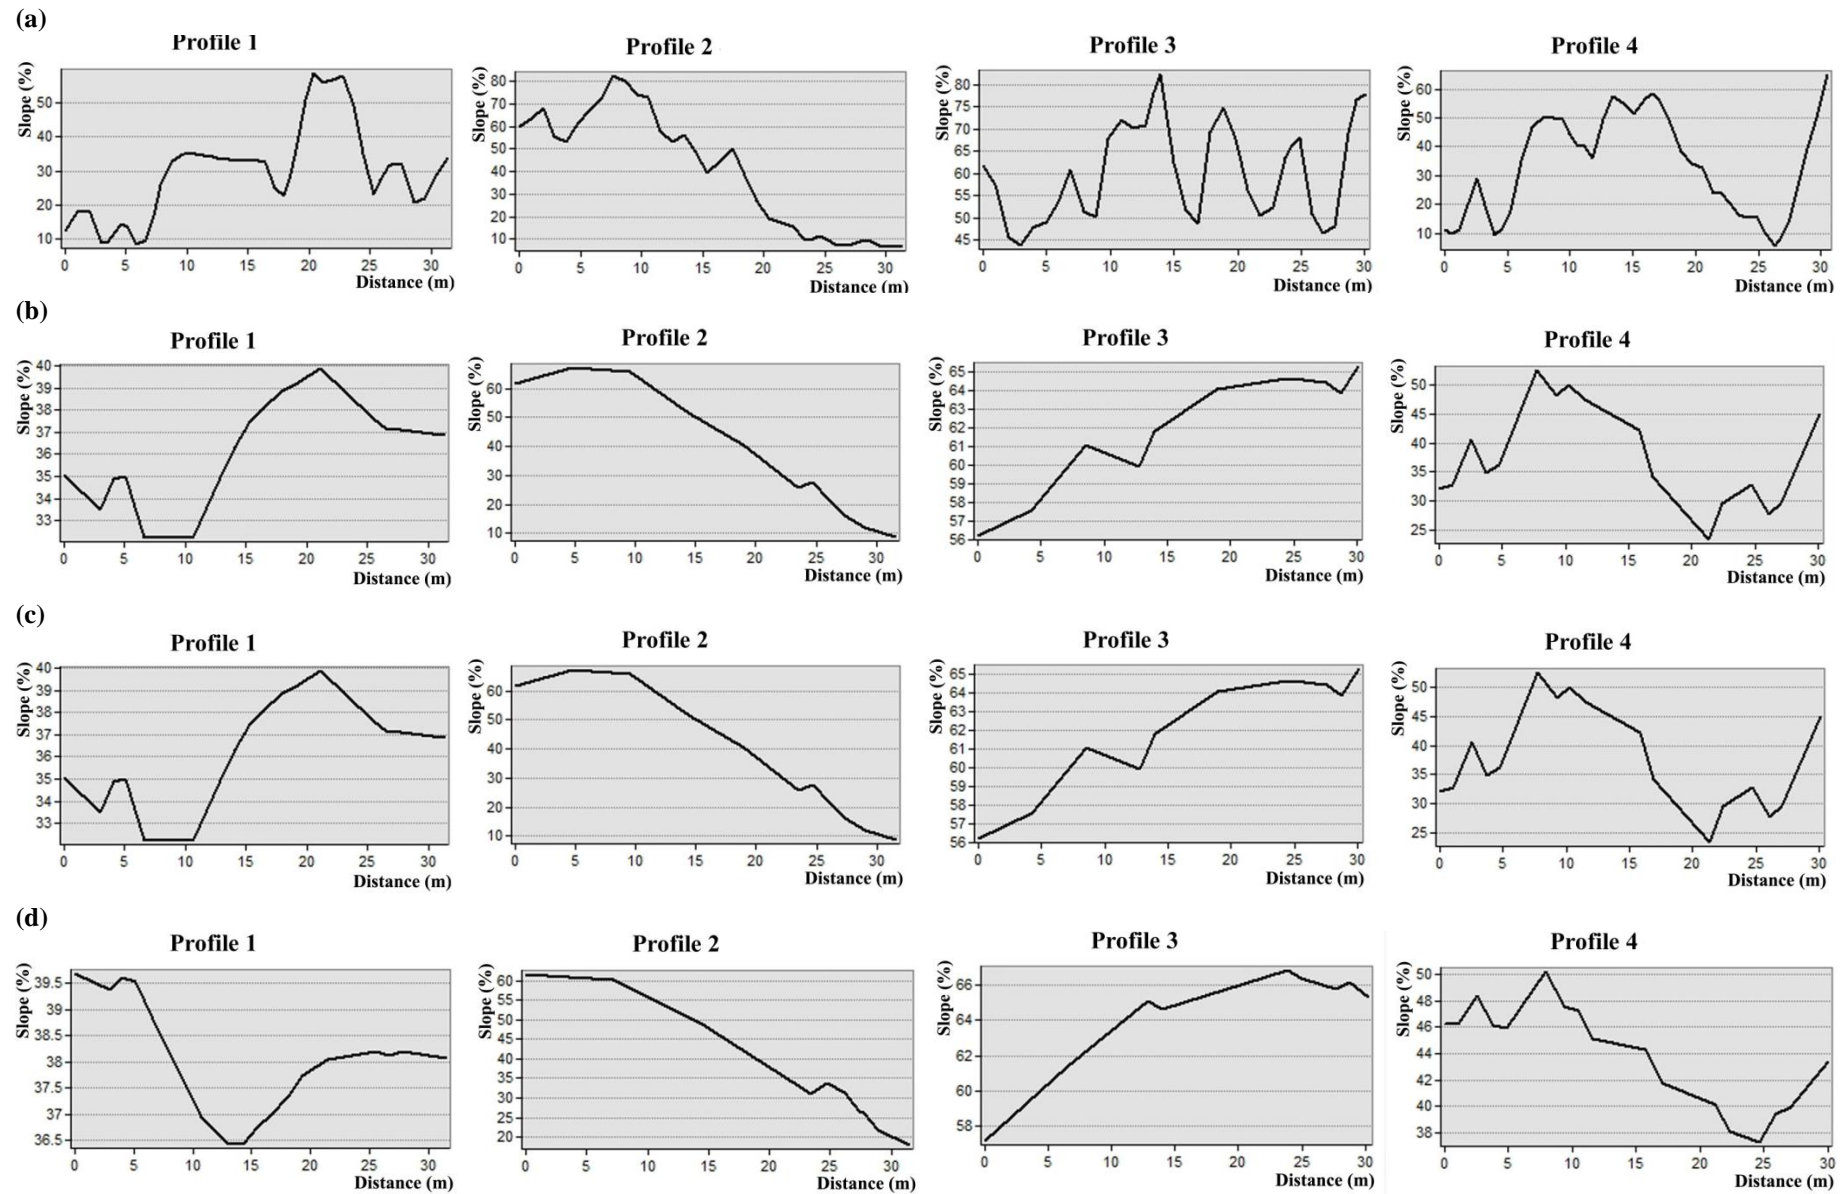 (a)
Profile 1 Profile 2 Profile 3 Profile 4
Slope (%) 50 40 30 20 10
0 5 10 15 20 25 30
Distance (m)
Slope (%) 80 70 60 50 40 30 20 10
0 5 10 15 20 25 30
Distance (m)
Slope (%) 80 75 70 65 60 55 50 45
0 5 10 15 20 25 30
Distance (m)
Slope (%) 60 50 40 30 20 10
0 5 10 15 20 25 30
Distance (m)
(b)
Profile 1 Profile 2 Profile 3 Profile 4
Slope (%) 40 39 38 37 36 35 34 33
0 5 10 15 20 25 30
Distance (m)
Slope (%) 60 50 40 30 20 10
0 5 10 15 20 25 30
Distance (m)
Slope (%) 65 64 63 62 61 60 59 58 57 56
0 5 10 15 20 25 30
Distance (m)
Slope (%) 50 45 40 35 30 25
0 5 10 15 20 25 30
Distance (m)
(c)
Profile 1 Profile 2 Profile 3 Profile 4
Slope (%) 40 39 38 37 36 35 34 33
0 5 10 15 20 25 30
Distance (m)
Slope (%) 60 50 40 30 20 10
0 5 10 15 20 25 30
Distance (m)
Slope (%) 65 64 63 62 61 60 59 58 57 56
0 5 10 15 20 25 30
Distance (m)
Slope (%) 50 45 40 35 30 25
0 5 10 15 20 25 30
Distance (m)
(d)
Profile 1 Profile 2 Profile 3 Profile 4
Slope (%) 39.5 39 38.5 38 37.5 37 36.5
0 5 10 15 20 25 30
Distance (m)
Slope (%) 60 55 50 45 40 35 30 25 20
0 5 10 15 20 25 30
Distance (m)
Slope (%) 66 64 62 60 58
0 5 10 15 20 25 30
Distance (m)
Slope (%) 50 48 46 44 42 40 38
0 5 10 15 20 25 30
Distance (m)